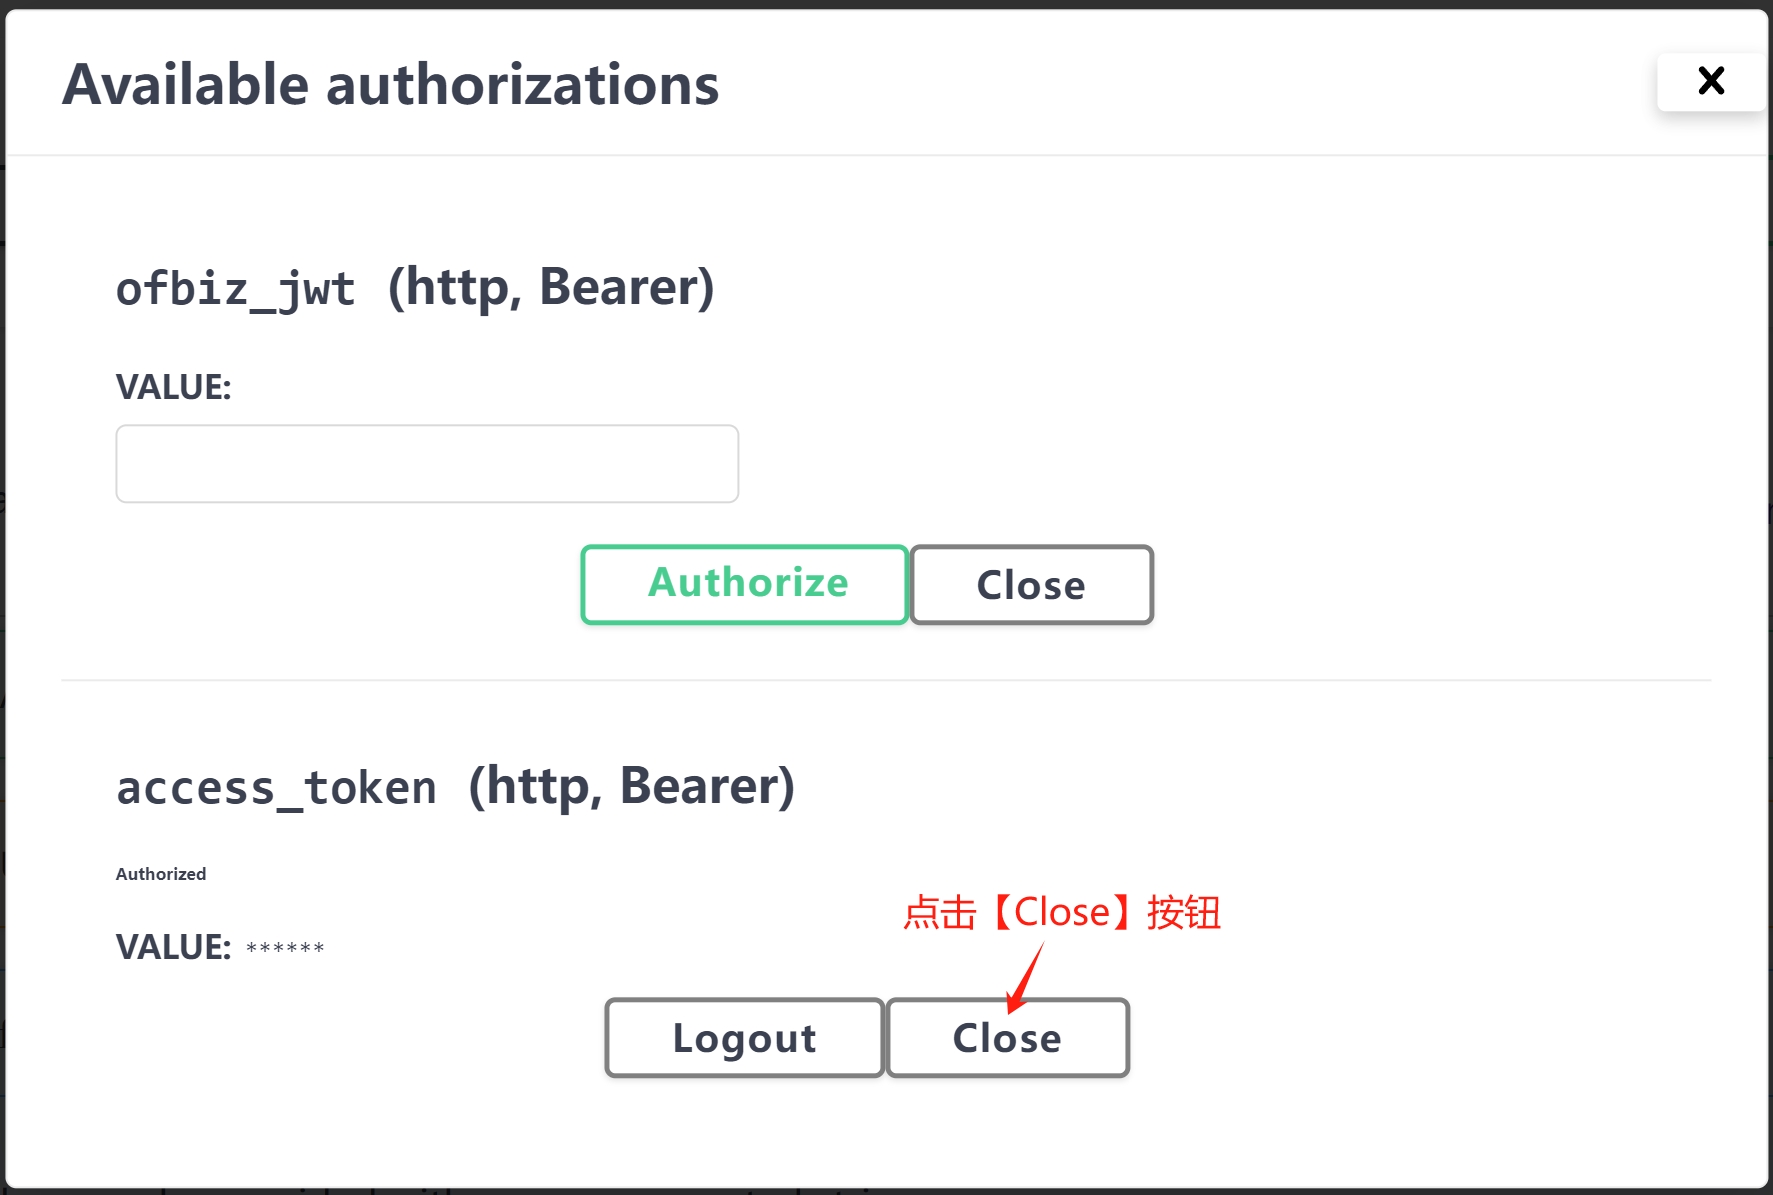 Available authorizations
ofbiz_jwt (http, Bearer)
VALUE:
Authorize Close
access_token (http, Bearer)
Authorized
点击【Close】按钮
VALUE: ******
Logout Close